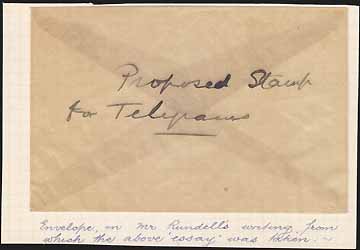 Proposed Stamp
for Telegrams
Envelope, in Mr Rundell's writing, from
which the above 'essay' was taken.